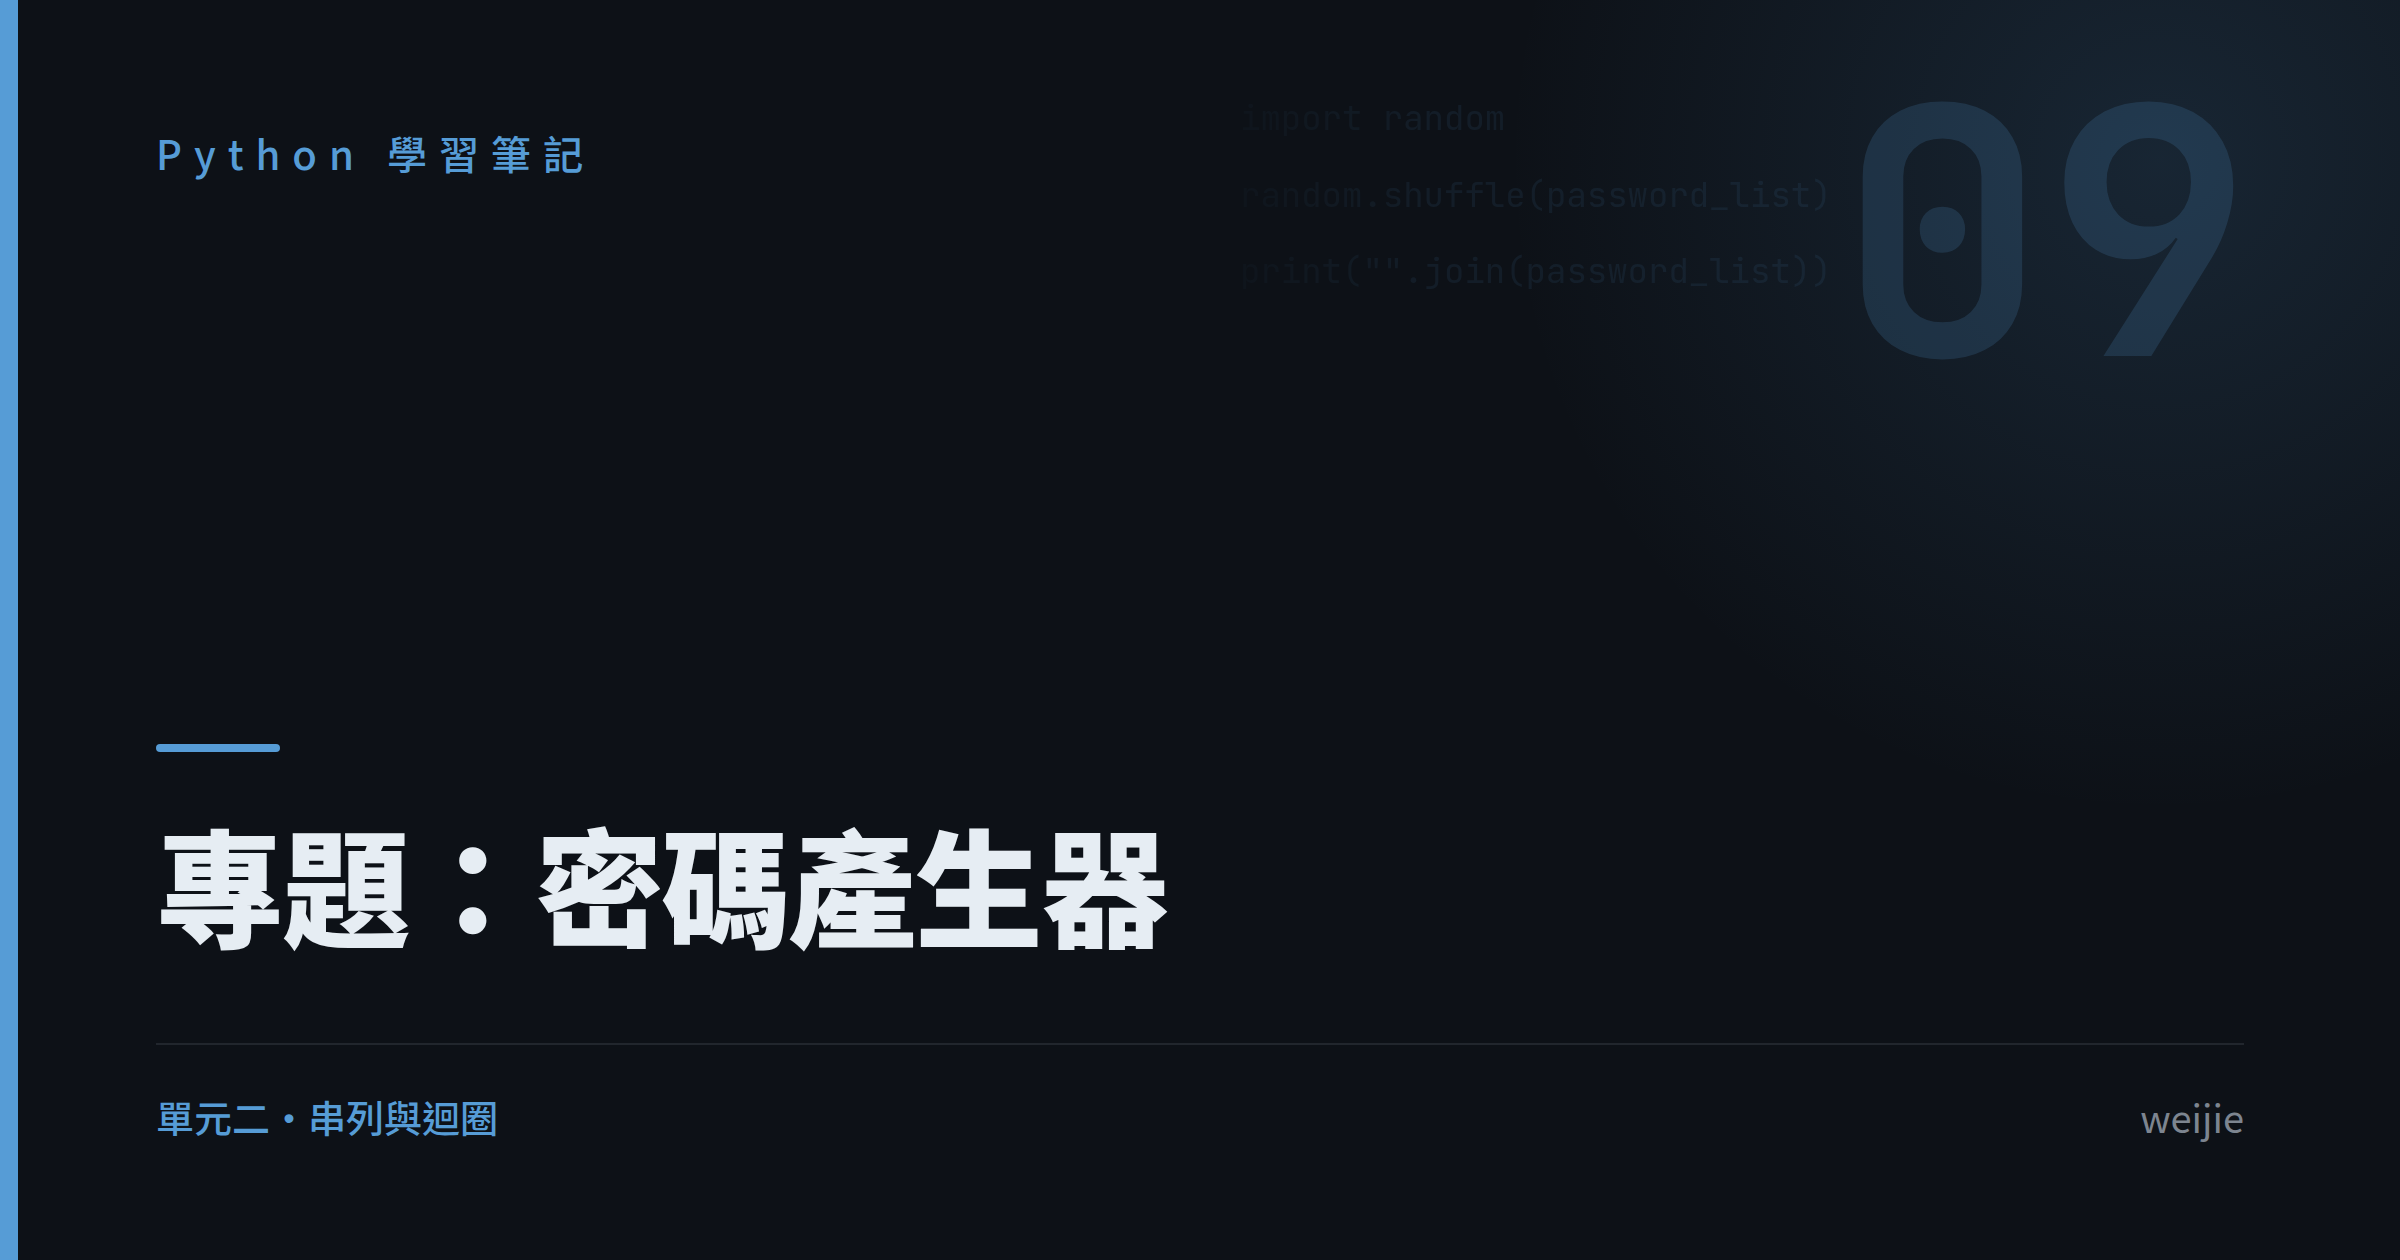 Python 學習筆記
import random
random.shuffle(password_list)
print("".join(password_list))
09
專題：密碼產生器
單元二・串列與迴圈
weijie